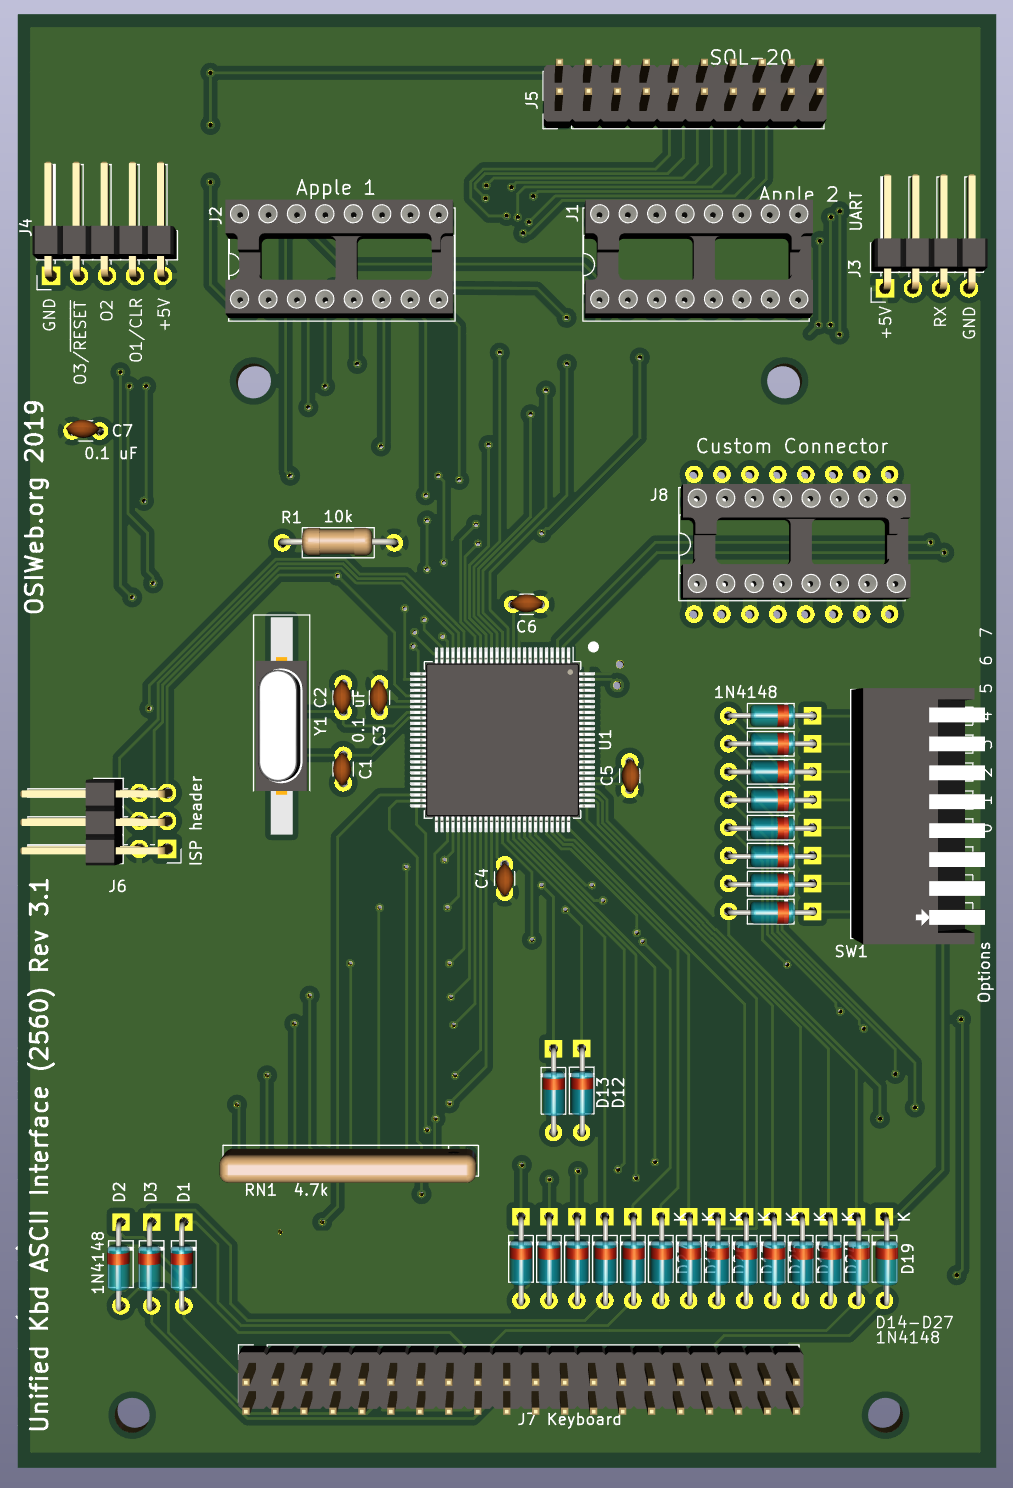 SOL-20
J5
Apple 1
J2
Apple 2
J1
UART
J4
J3
GND
O3/RESET
O2
O1/CLR
+5V
+5V
RX
GND
C7
0.1 uF
OSIWeb.org 2019
Custom Connector
J8
R1
10k
C6
C2
0.1 uF
Y1
C3
C1
U1
C5
1N4148
7
6
5
4
3
2
1
0
SW1
Options
ISP header
J6
C4
Unified Kbd ASCII Interface (2560) Rev 3.1
D13
D12
RN1
4.7k
D2
D3
D1
1N4148
K
K
K
K
K
K
K
K
D19
D14-D27
1N4148
J7 Keyboard